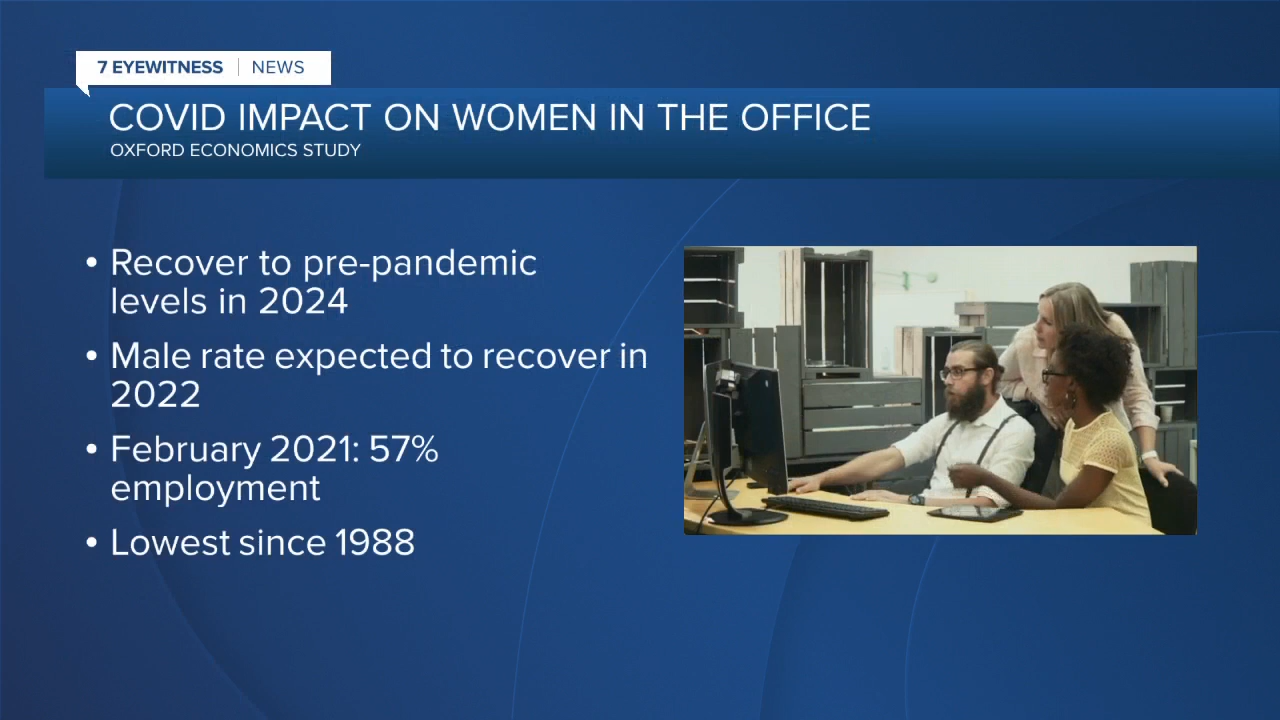 7 EYEWITNESS | NEWS
COVID IMPACT ON WOMEN IN THE OFFICE
OXFORD ECONOMICS STUDY
• Recover to pre-pandemic
levels in 2024
• Male rate expected to recover in
2022
• February 2021: 57%
employment
• Lowest since 1988